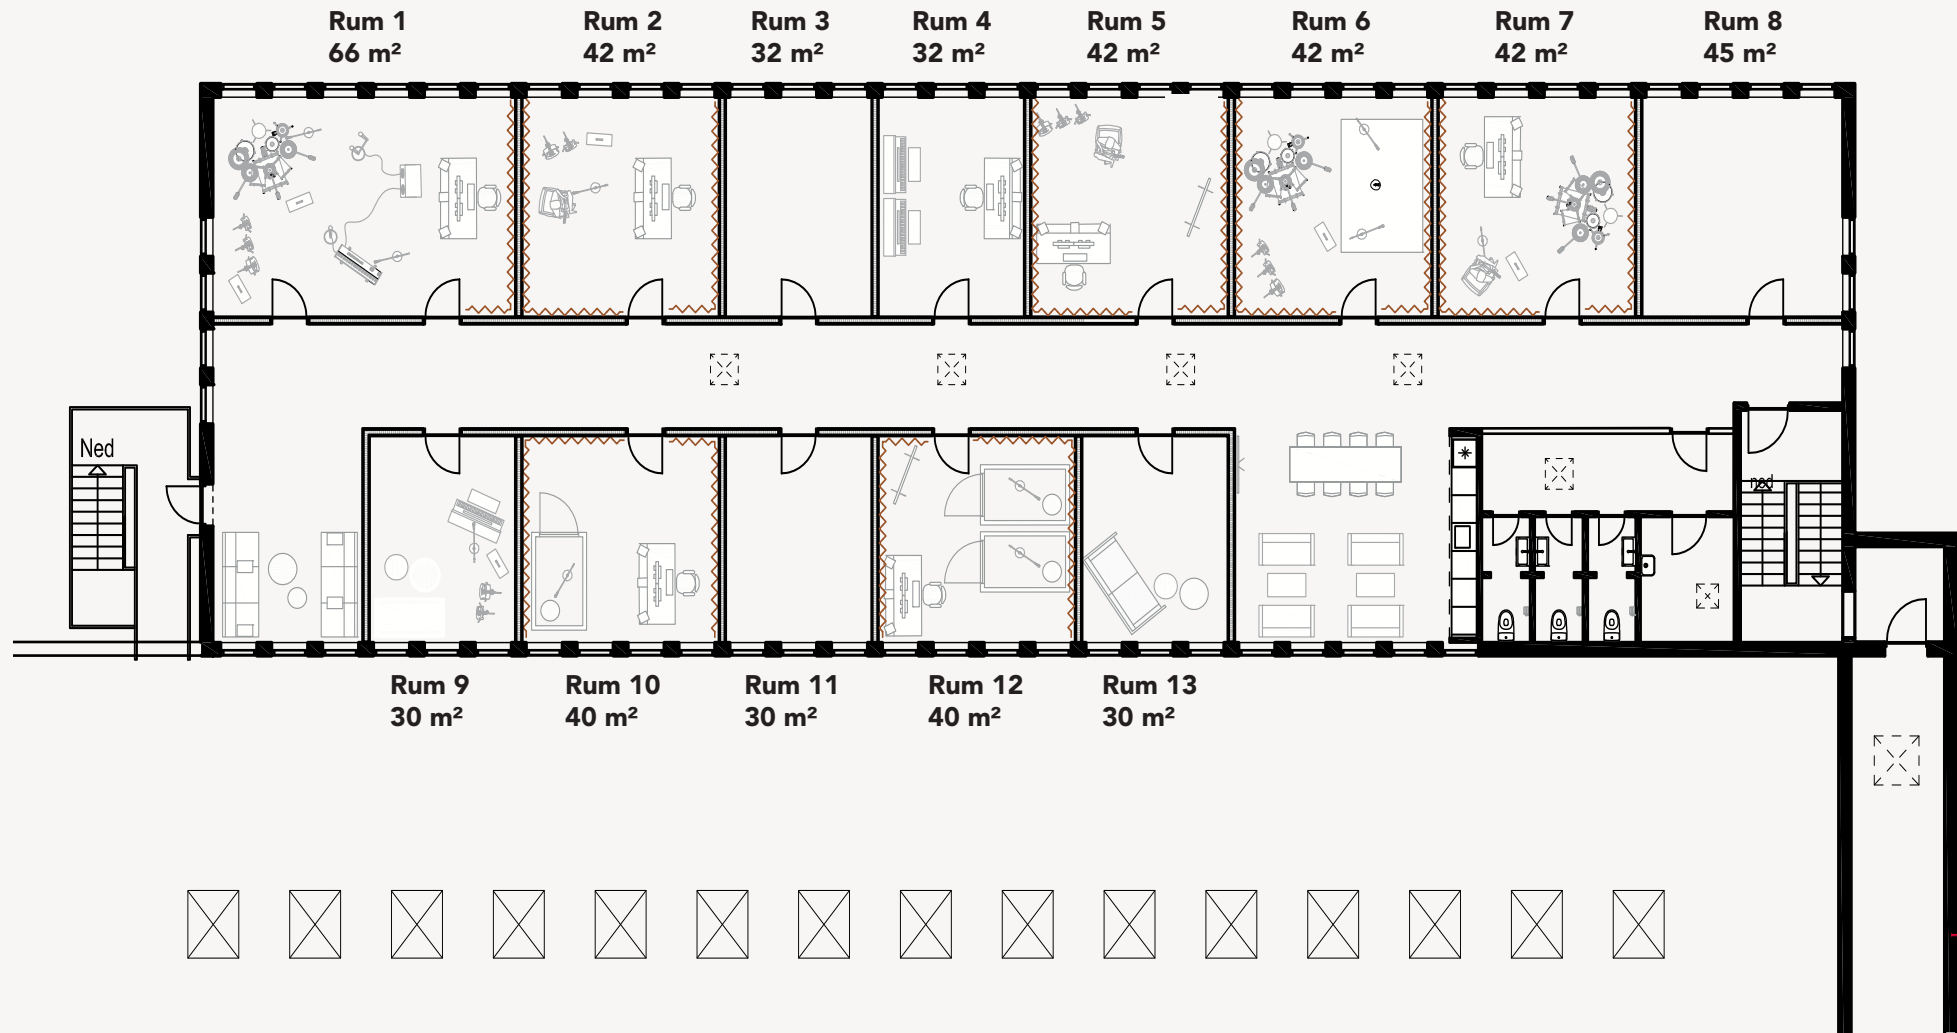 Rum 1
66 m²
Rum 2
42 m²
Rum 3
32 m²
Rum 4
32 m²
Rum 5
42 m²
Rum 6
42 m²
Rum 7
42 m²
Rum 8
45 m²
Ned
ned
Rum 9
30 m²
Rum 10
40 m²
Rum 11
30 m²
Rum 12
40 m²
Rum 13
30 m²